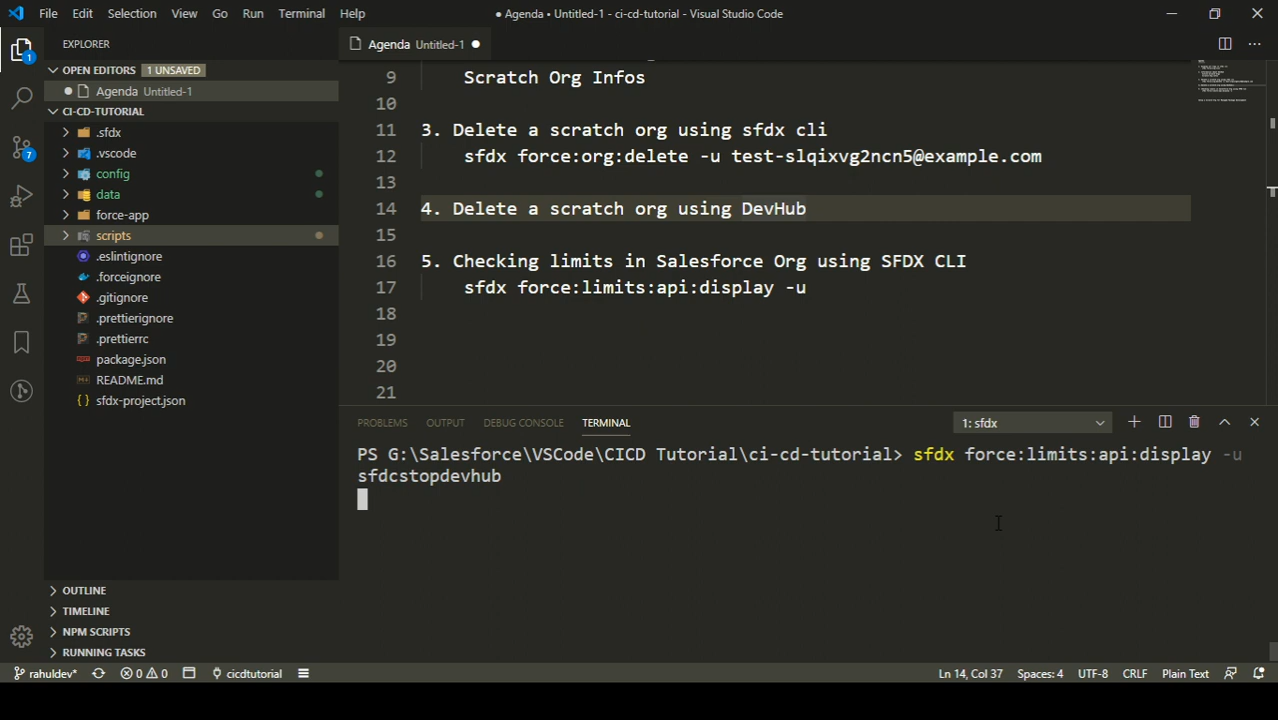 File Edit Selection View Go Run Terminal Help
● Agenda • Untitled-1 - ci-cd-tutorial - Visual Studio Code
EXPLORER
Agenda Untitled-1 ●
OPEN EDITORS 1 UNSAVED
● Agenda Untitled-1
CI-CD-TUTORIAL
.sfdx
.vscode
config
data
force-app
scripts
.eslintignore
.forceignore
.gitignore
.prettierignore
.prettierrc
package.json
README.md
sfdx-project.json
OUTLINE
TIMELINE
NPM SCRIPTS
RUNNING TASKS
1
7
9 Scratch Org Infos
10
11 3. Delete a scratch org using sfdx cli
12 sfdx force:org:delete -u test-slqixvg2ncn5@example.com
13
14 4. Delete a scratch org using DevHub
15
16 5. Checking limits in Salesforce Org using SFDX CLI
17 sfdx force:limits:api:display -u
18
19
20
21
PROBLEMS OUTPUT DEBUG CONSOLE TERMINAL 1: sfdx
PS G:\Salesforce\VSCode\CICD Tutorial\ci-cd-tutorial> sfdx force:limits:api:display -u
sfdcstopdevhub
rahuldev* 0 0 cicdtutorial Ln 14, Col 37 Spaces: 4 UTF-8 CRLF Plain Text